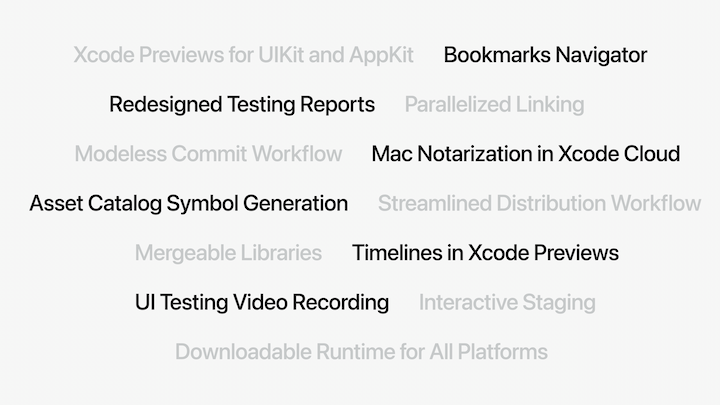 Xcode Previews for UIKit and AppKit Bookmarks Navigator
Redesigned Testing Reports Parallelized Linking
Modeless Commit Workflow Mac Notarization in Xcode Cloud
Asset Catalog Symbol Generation Streamlined Distribution Workflow
Mergeable Libraries Timelines in Xcode Previews
UI Testing Video Recording Interactive Staging
Downloadable Runtime for All Platforms